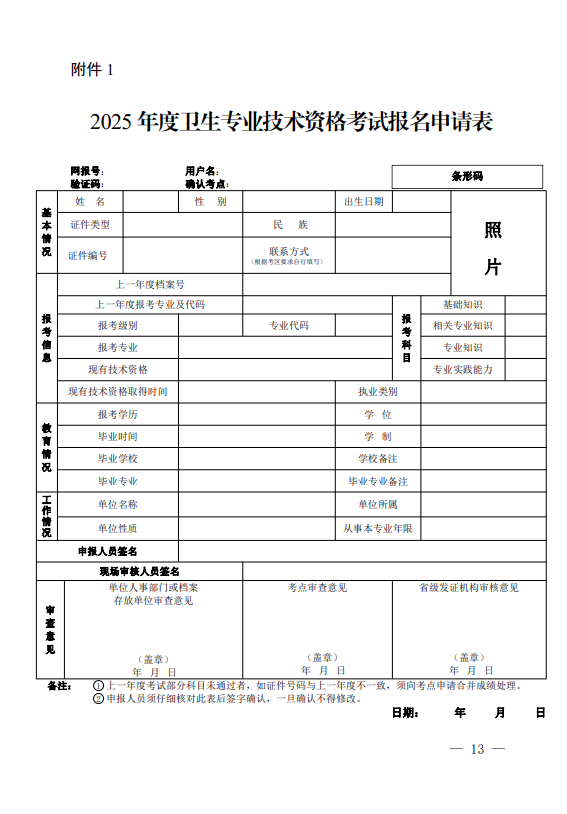 附件 1
2025 年度卫生专业技术资格考试报名申请表
网报号： 用户名：
验证码： 确认考点： 条形码
基本情况 姓 名 性 别 出生日期 照片
证件类型 民 族
证件编号 联系方式
（根据考区要求自行填写）
报考信息 上一年度档案号
上一年度报考专业及代码 报考科目 基础知识
报考级别 专业代码 相关专业知识
报考专业 专业知识
现有技术资格 专业实践能力
现有技术资格取得时间 执业类别
教育情况 报考学历 学 位
毕业时间 学 制
毕业学校 学校备注
毕业专业 毕业专业备注
工作情况 单位名称 单位所属
单位性质 从事本专业年限
申报人员签名
现场审核人员签名
审查意见 单位人事部门或档案 考点审查意见 省级发证机构审核意见
存放单位审查意见
（盖章） （盖章） （盖章）
年 月 日 年 月 日 年 月 日
备注： ①上一年度考试部分科目未通过者，如证件号码与上一年度不一致，须向考点申请合并成绩处理。
②申报人员须仔细核对此表后签字确认，一旦确认不得修改。
日期： 年 月 日
— 13 —